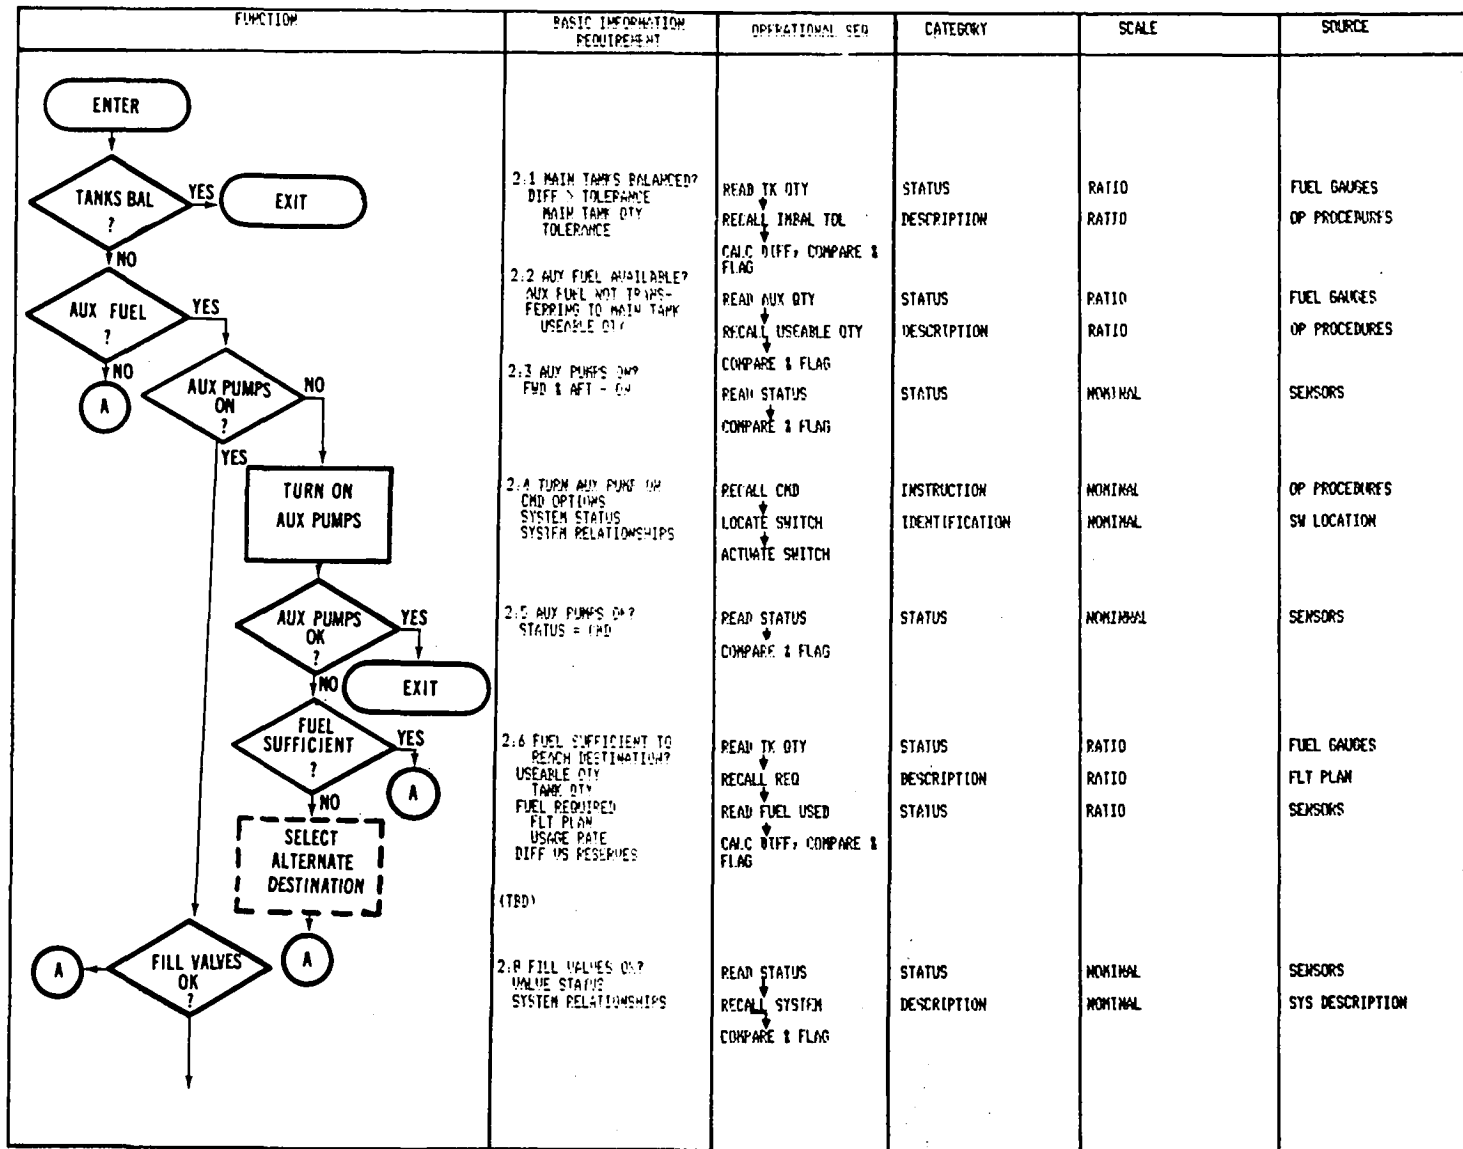 FUNCTION
BASIC INFORMATION
REQUIREMENT
OPERATIONAL SEQ
CATEGORY
SCALE
SOURCE
ENTER
TANKS BAL
?
YES
EXIT
NO
2.1 MAIN TANKS BALANCED?
DIFF > TOLERANCE
MAIN TANK QTY
TOLERANCE
READ TK QTY
STATUS
RATIO
FUEL GAUGES
RECALL IMBAL TOL
DESCRIPTION
RATIO
OP PROCEDURES
CALC DIFF, COMPARE &
FLAG
AUX FUEL
?
YES
NO
A
2.2 AUX FUEL AVAILABLE?
AUX FUEL NOT TRANS-
FERRING TO MAIN TANK
USEABLE QTY
READ AUX QTY
STATUS
RATIO
FUEL GAUGES
RECALL USEABLE QTY
DESCRIPTION
RATIO
OP PROCEDURES
COMPARE & FLAG
AUX PUMPS
ON
?
NO
YES
2.3 AUX PUMPS ON?
FWD & AFT - ON
READ STATUS
STATUS
NOMINAL
SENSORS
COMPARE & FLAG
TURN ON
AUX PUMPS
2.4 TURN AUX PUMP ON
CMD OPTIONS
SYSTEM STATUS
SYSTEM RELATIONSHIPS
RECALL CMD
INSTRUCTION
NOMINAL
OP PROCEDURES
LOCATE SWITCH
IDENTIFICATION
NOMINAL
SW LOCATION
ACTUATE SWITCH
AUX PUMPS
OK
?
YES
EXIT
NO
2.5 AUX PUMPS OK?
STATUS = CMD
READ STATUS
STATUS
NOMINAL
SENSORS
COMPARE & FLAG
FUEL
SUFFICIENT
?
YES
A
NO
2.6 FUEL SUFFICIENT TO
REACH DESTINATION?
USEABLE QTY
TANK QTY
FUEL REQUIRED
FLT PLAN
USAGE RATE
DIFF VS RESERVES
READ TK QTY
STATUS
RATIO
FUEL GAUGES
RECALL REQ
DESCRIPTION
RATIO
FLT PLAN
READ FUEL USED
STATUS
RATIO
SENSORS
CALC DIFF, COMPARE &
FLAG
SELECT
ALTERNATE
DESTINATION
(TBD)
A
A
FILL VALVES
OK
?
2.8 FILL VALVES OK?
VALVE STATUS
SYSTEM RELATIONSHIPS
READ STATUS
STATUS
NOMINAL
SENSORS
RECALL SYSTEM
DESCRIPTION
NOMINAL
SYS DESCRIPTION
COMPARE & FLAG